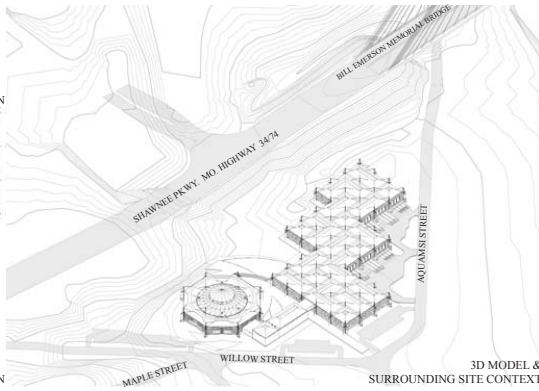 BILL EMERSON MEMORIAL BRIDGE
N
SHAWNEE PKWY. MO. HIGHWAY 34/74
AQUAMSI STREET
WILLOW STREET
MAPLE STREET
N
3D MODEL &
SURROUNDING SITE CONTEXT